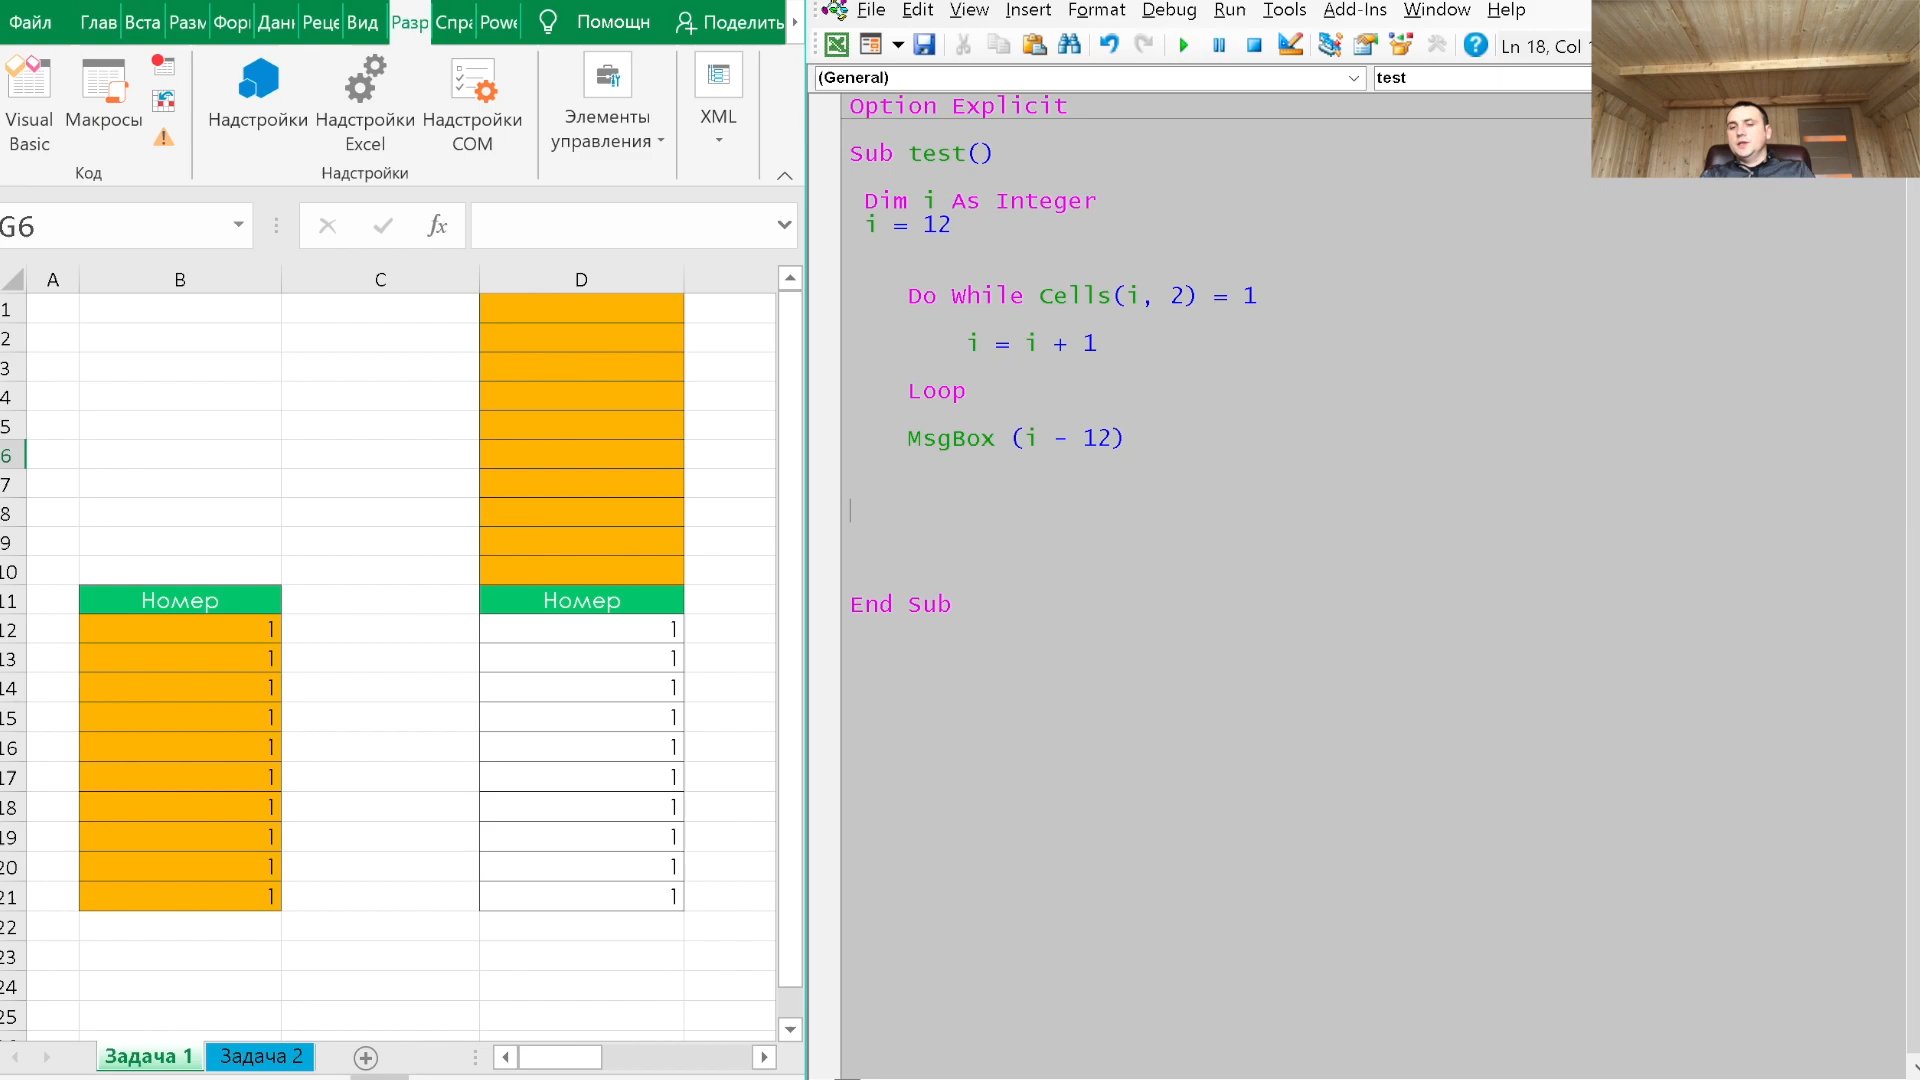 Файл Глав Вста Разм Фор Дан Реце Вид Разр Спра Powe Помощн Поделить
Visual Basic
Макросы
Надстройки
Надстройки Excel
Надстройки COM
Элементы управления
XML
Код
Надстройки
G6
fx
A B C D
1
2
3
4
5
6
7
8
9
10
11 Номер Номер
12 1 1
13 1 1
14 1 1
15 1 1
16 1 1
17 1 1
18 1 1
19 1 1
20 1 1
21 1 1
22
23
24
25
Задача 1 Задача 2
File Edit View Insert Format Debug Run Tools Add-Ins Window Help
Ln 18, Col
(General) test
Option Explicit
Sub test()
Dim i As Integer
i = 12
Do While Cells(i, 2) = 1
i = i + 1
Loop
MsgBox (i - 12)
End Sub